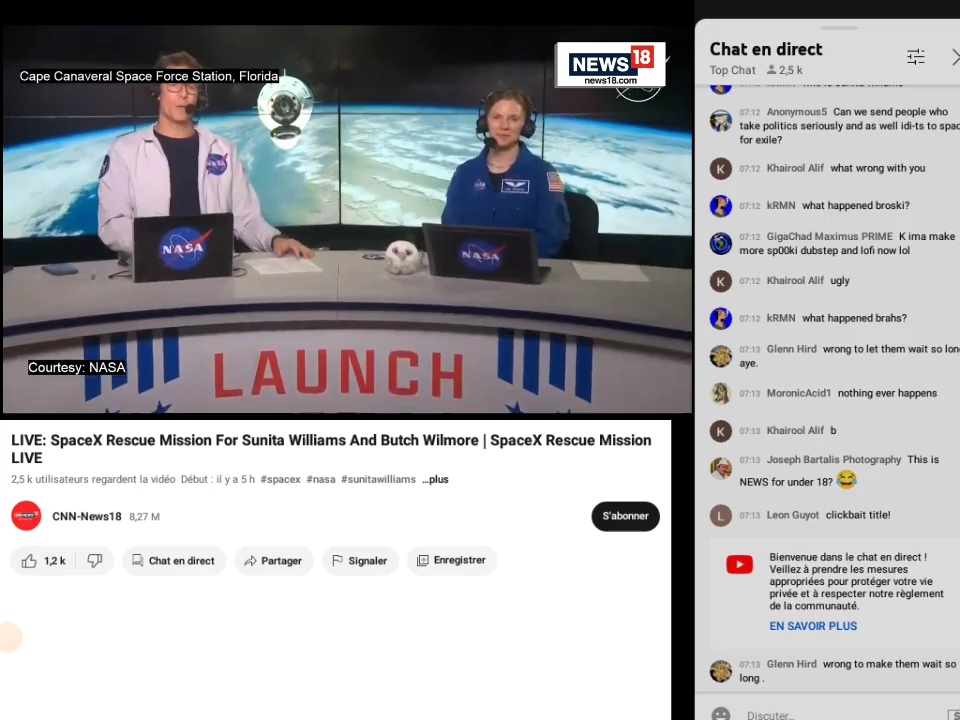 Cape Canaveral Space Force Station, Florida
NEWS 18
news18.com
NASA
NASA
LAUNCH
Courtesy: NASA
LIVE: SpaceX Rescue Mission For Sunita Williams And Butch Wilmore | SpaceX Rescue Mission
LIVE
2,5 k utilisateurs regardent la vidéo Début : il y a 5 h #spacex #nasa #sunitawilliams ...plus
CNN-News18 8,27 M
S'abonner
1,2 k
Chat en direct
Partager
Signaler
Enregistrer
Chat en direct
Top Chat 2,5 k
07:12 Anonymous5 Can we send people who
take politics seriously and as well idi-ts to spac
for exile?
K 07:12 Khairool Alif what wrong with you
07:12 kRMN what happened broski?
07:12 GigaChad Maximus PRIME K ima make
more sp00ki dubstep and lofi now lol
K 07:12 Khairool Alif ugly
07:12 kRMN what happened brahs?
07:13 Glenn Hird wrong to let them wait so lon
aye.
07:13 MoronicAcid1 nothing ever happens
K 07:13 Khairool Alif b
07:13 Joseph Bartalis Photography This is
NEWS for under 18? 😂
L 07:13 Leon Guyot clickbait title!
Bienvenue dans le chat en direct !
Veillez à prendre les mesures
appropriées pour protéger votre vie
privée et à respecter notre règlement
de la communauté.
EN SAVOIR PLUS
07:13 Glenn Hird wrong to make them wait so
long .
Discuter...